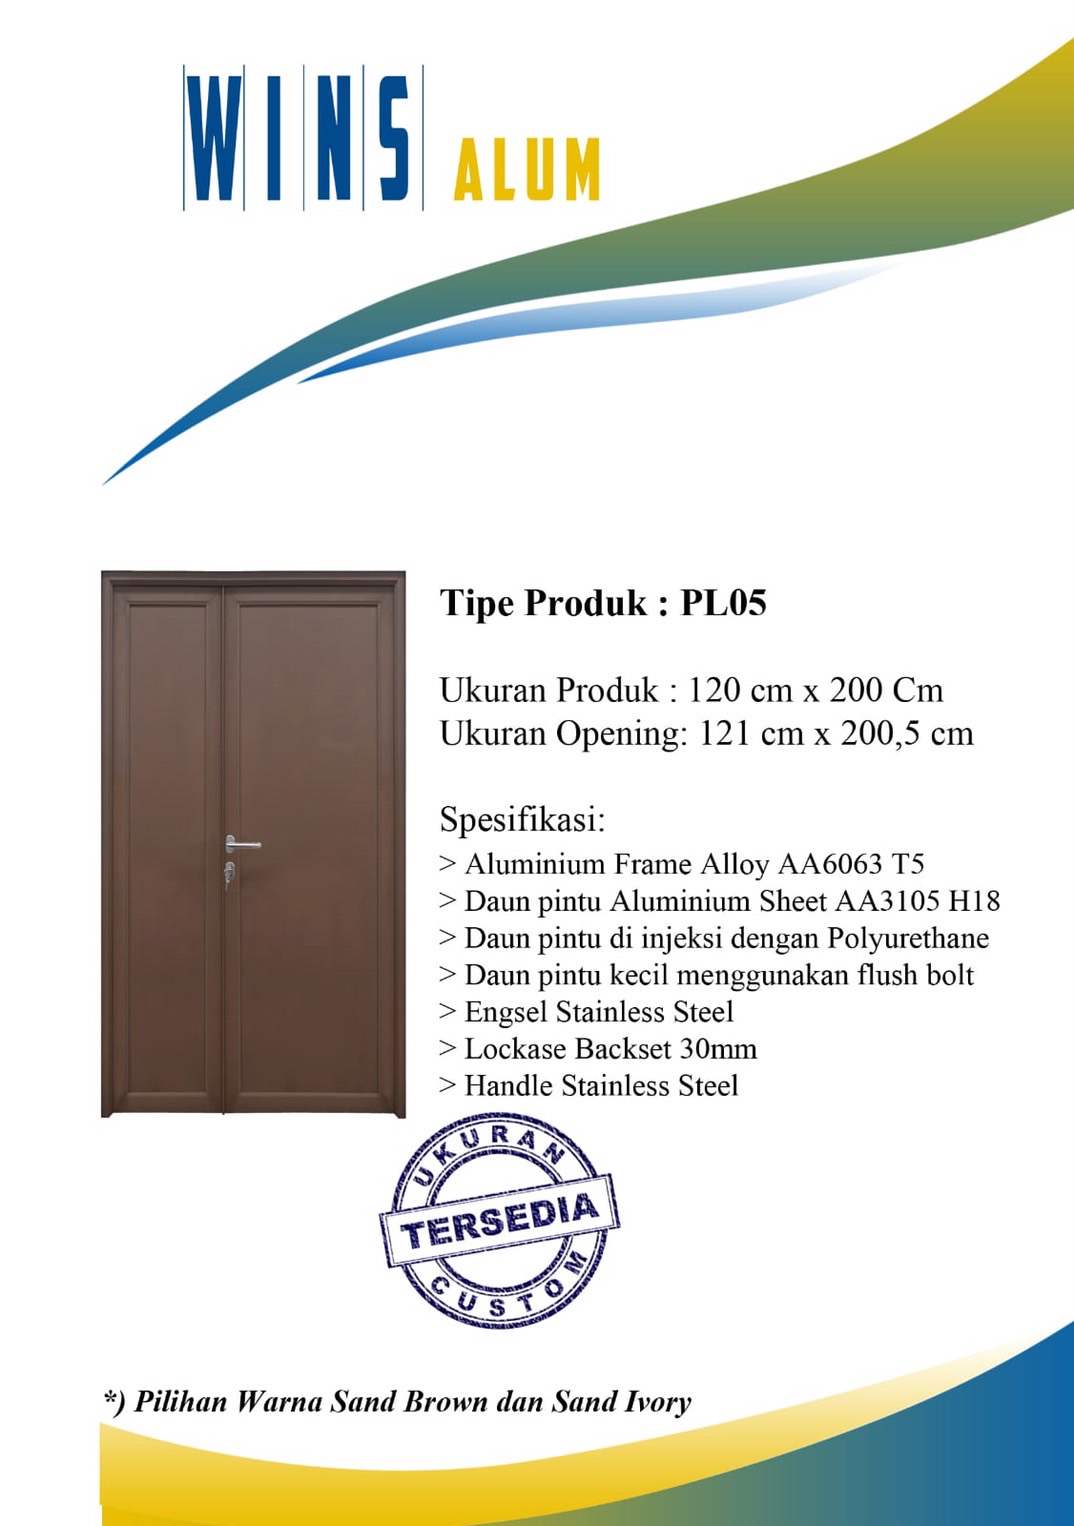 WINS ALUM
Tipe Produk : PL05
Ukuran Produk : 120 cm x 200 Cm
Ukuran Opening: 121 cm x 200,5 cm
Spesifikasi:
> Aluminium Frame Alloy AA6063 T5
> Daun pintu Aluminium Sheet AA3105 H18
> Daun pintu di injeksi dengan Polyurethane
> Daun pintu kecil menggunakan flush bolt
> Engsel Stainless Steel
> Lockase Backset 30mm
> Handle Stainless Steel
UKURAN
TERSEDIA
CUSTOM
*) Pilihan Warna Sand Brown dan Sand Ivory